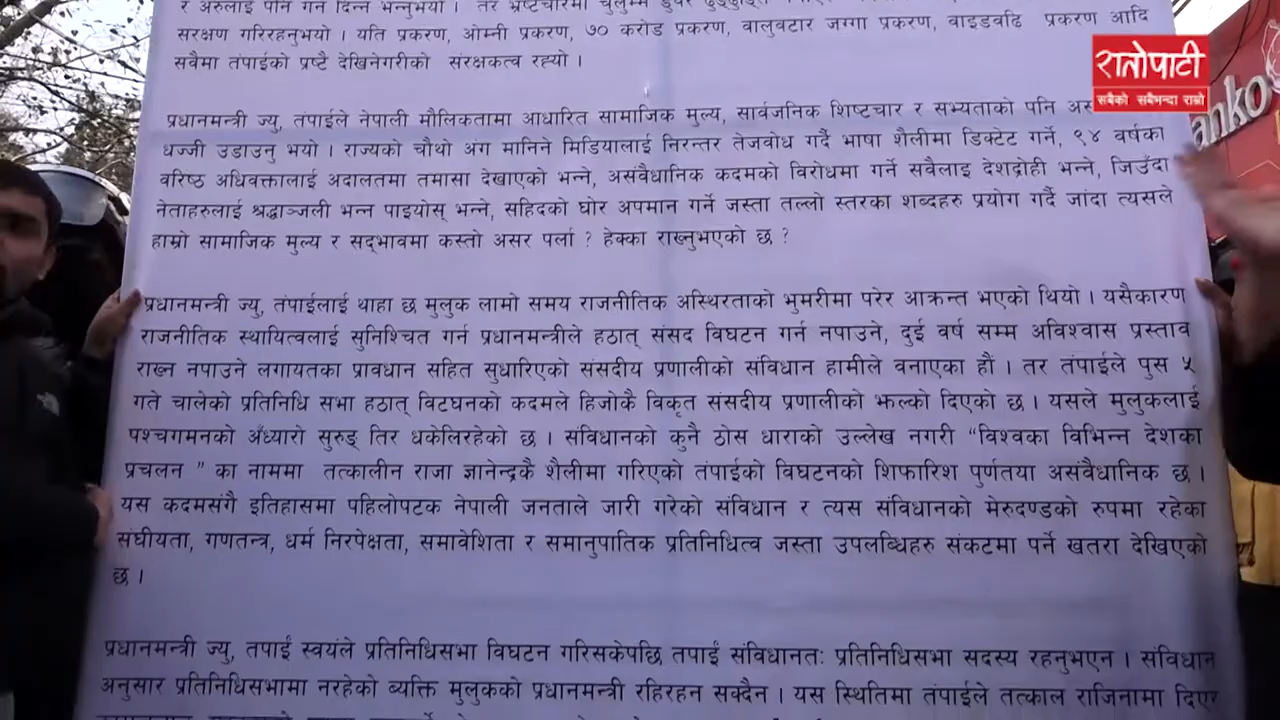 र अरुलाई पनि गर्न दिन्न भन्नुभयो । तर भ्रष्टचारमा
संरक्षण गरिरहनुभयो । यति प्रकरण, ओम्नी प्रकरण, ७० करोड प्रकरण, वालुवटार जग्गा प्रकरण, वाइडवढि प्रकरण आदि
सवैमा तंपाईको प्रष्टै देखिनेगरीको संरक्षकत्व रह्यो ।
प्रधानमन्त्री ज्यु, तंपाईले नेपाली मौलिकतामा आधारित सामाजिक मुल्य, सार्वजनिक शिष्टचार र सभ्यताको पनि
धज्जी उडाउनु भयो । राज्यको चौथो अंग मानिने मिडियालाई निरन्तर तेजवोध गर्दै भाषा शैलीमा डिक्टेट गर्ने, ९४ वर्षका
वरिष्ठ अधिवक्तालाई अदालतमा तमासा देखाएको भन्ने, असंवैधानिक कदमको विरोधमा गर्ने सवैलाइ देशद्रोही भन्ने, जिउँदा
नेताहरुलाई श्रद्धाञ्जली भन्न पाइयोस् भन्ने, सहिदको घोर अपमान गर्ने जस्ता तल्लो स्तरका शब्दहरु प्रयोग गर्दै जांदा त्यसले
हाम्रो सामाजिक मुल्य र सद्‌भावमा कस्तो असर पर्ला ? हेक्का राख्नुभएको छ ?
प्रधानमन्त्री ज्यु, तंपाईलाई थाहा छ मुलुक लामो समय राजनीतिक अस्थिरताको भुमरीमा परेर आक्रन्त भएको थियो । यसैकारण
राजनीतिक स्थायित्वलाई सुनिश्चित गर्न प्रधानमन्त्रीले हठात् संसद विघटन गर्न नपाउने, दुई वर्ष सम्म अविश्वास प्रस्ताव
राख्न नपाउने लगायतका प्रावधान सहित सुधारिएको संसदीय प्रणालीको संविधान हामीले वनाएका हौं । तर तंपाईले पुस ५
गते चालेको प्रतिनिधि सभा हठात् विटघनको कदमले हिजोकै विकृत संसदीय प्रणालीको झल्को दिएको छ । यसले मुलुकलाई
पश्चगमनको अँध्यारो सुरुङ् तिर धकेलिरहेको छ । संविधानको कुनै ठोस धाराको उल्लेख नगरी “विश्वका विभिन्न देशका
प्रचलन ” का नाममा तत्कालीन राजा ज्ञानेन्द्रकै शैलीमा गरिएको तंपाईको विघटनको शिफारिश पुर्णतया असंवैधानिक छ ।
यस कदमसंगै इतिहासमा पहिलोपटक नेपाली जनताले जारी गरेको संविधान र त्यस संविधानको मेरुदण्डको रुपमा रहेका
संघीयता, गणतन्त्र, धर्म निरपेक्षता, समावेशिता र समानुपातिक प्रतिनिधित्व जस्ता उपलब्धिहरु संकटमा पर्ने खतरा देखिएको
छ ।
प्रधानमन्त्री ज्यु, तपाईं स्वयंले प्रतिनिधिसभा विघटन गरिसकेपछि तपाईं संविधानतः प्रतिनिधिसभा सदस्य रहनुभएन । संविधान
अनुसार प्रतिनिधिसभामा नरहेको व्यक्ति मुलुकको प्रधानमन्त्री रहिरहन सक्दैन । यस स्थितिमा तंपाईले तत्काल राजिनामा
रातोपाटी
सबैको सबैभन्दा राम्रो
anko